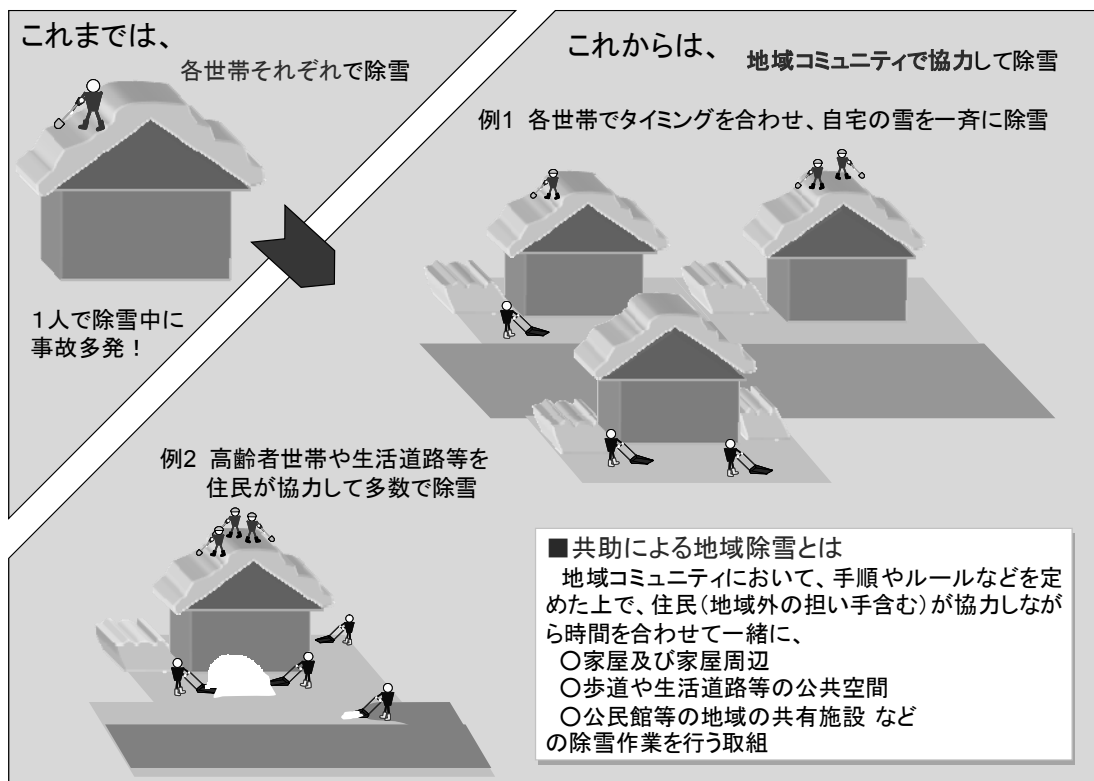 これまでは、
各世帯それぞれで除雪
1人で除雪中に
事故多発！
これからは、
地域コミュニティで協力して除雪
例1 各世帯でタイミングを合わせ、自宅の雪を一斉に除雪
例2 高齢者世帯や生活道路等を
住民が協力して多数で除雪
■共助による地域除雪とは
地域コミュニティにおいて、手順やルールなどを定
めた上で、住民（地域外の担い手含む）が協力しなが
ら時間を合わせて一緒に、
○家屋及び家屋周辺
○歩道や生活道路等の公共空間
○公民館等の地域の共有施設 など
の除雪作業を行う取組